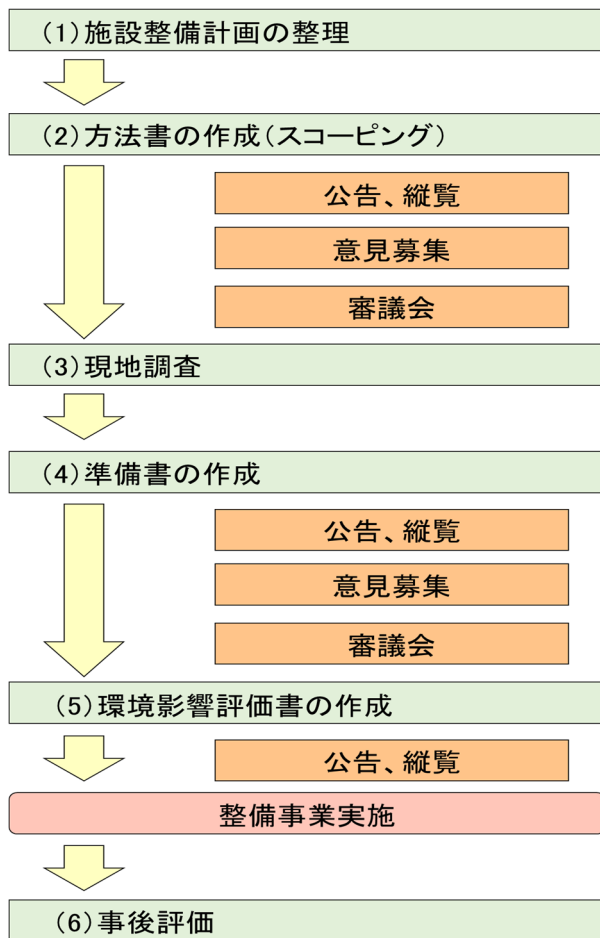 (1)施設整備計画の整理
(2)方法書の作成(スコーピング)
公告、縦覧
意見募集
審議会
(3)現地調査
(4)準備書の作成
公告、縦覧
意見募集
審議会
(5)環境影響評価書の作成
公告、縦覧
整備事業実施
(6)事後評価